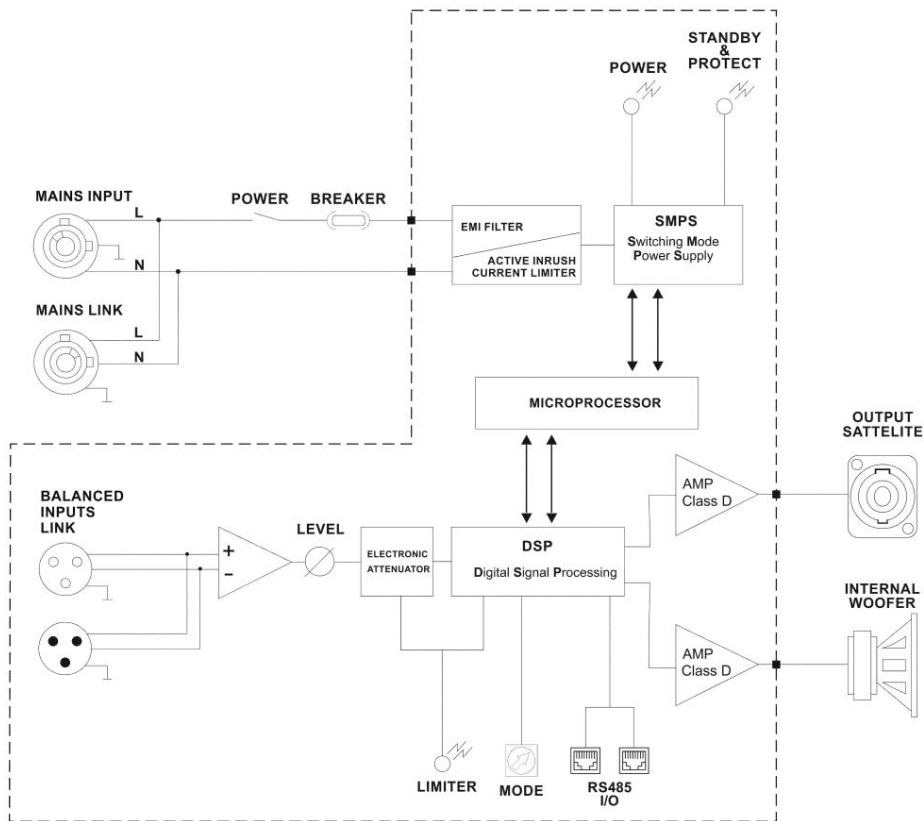 STANDBY
&
PROTECT
POWER
MAINS INPUT
L
POWER
BREAKER
N
EMI FILTER
ACTIVE INRUSH
CURRENT LIMITER
SMPS
Switching Mode
Power Supply
MAINS LINK
L
N
MICROPROCESSOR
OUTPUT
SATTELITE
AMP
Class D
BALANCED
INPUTS
LINK
+
-
LEVEL
ELECTRONIC
ATTENUATOR
DSP
Digital Signal Processing
INTERNAL
WOOFER
AMP
Class D
LIMITER
MODE
RS485
I/O